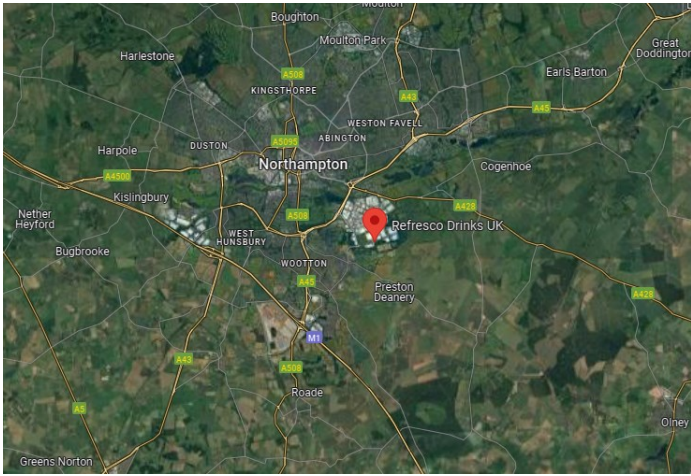 Moulton
Boughton
Moulton Park
Great
Doddington
Harlestone
A508
Earls Barton
KINGSTHORPE
A43
A45
WESTON FAVELL
A5095
ABINGTON
DUSTON
Harpole
Northampton
Cogenhoe
A4500
Kislingbury
A428
Nether
Heyford
A508
Refresco Drinks UK
WEST
HUNSBURY
Bugbrooke
WOOTTON
A45
Preston
Deanery
A428
M1
A43
A508
Roade
A5
Olney
Greens Norton